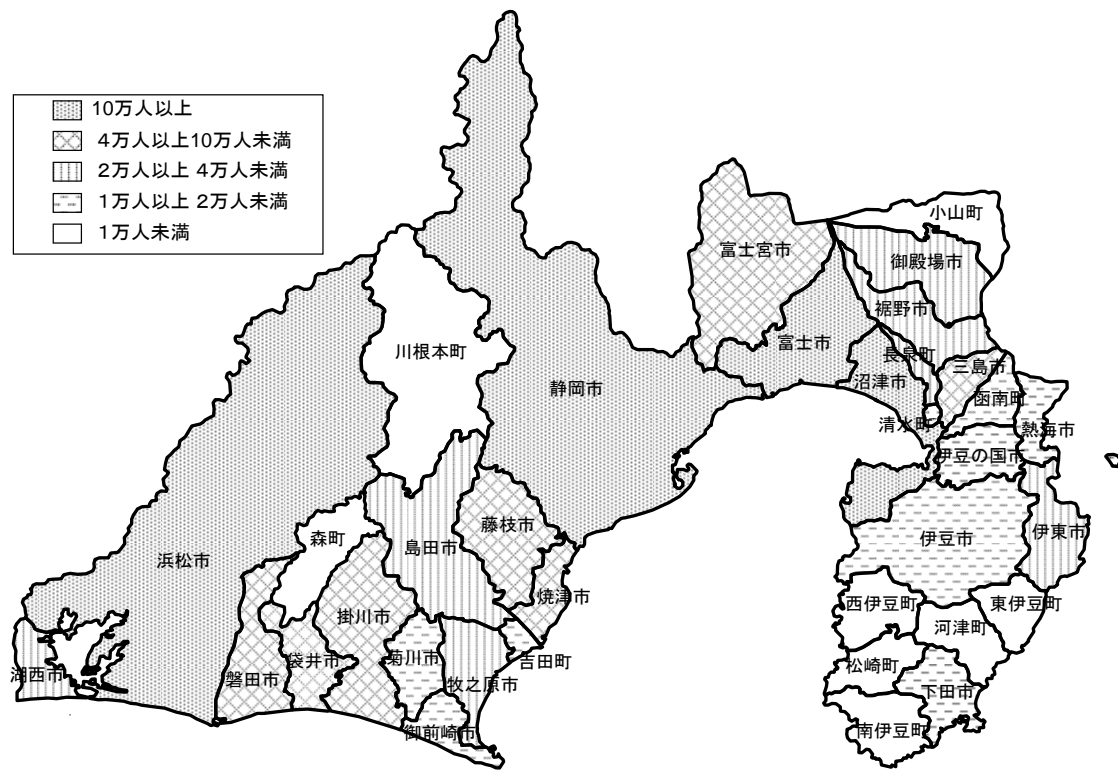 10万人以上
4万人以上10万人未満
2万人以上 4万人未満
1万人以上 2万人未満
1万人未満
小山町
御殿場市
富士宮市
裾野市
富士市
長泉町
三島市
沼津市
函南町
清水町
熱海市
伊豆の国市
川根本町
静岡市
藤枝市
島田市
森町
浜松市
焼津市
掛川市
袋井市
菊川市
吉田町
湖西市
磐田市
牧之原市
御前崎市
伊豆市
伊東市
西伊豆町
東伊豆町
河津町
松崎町
下田市
南伊豆町